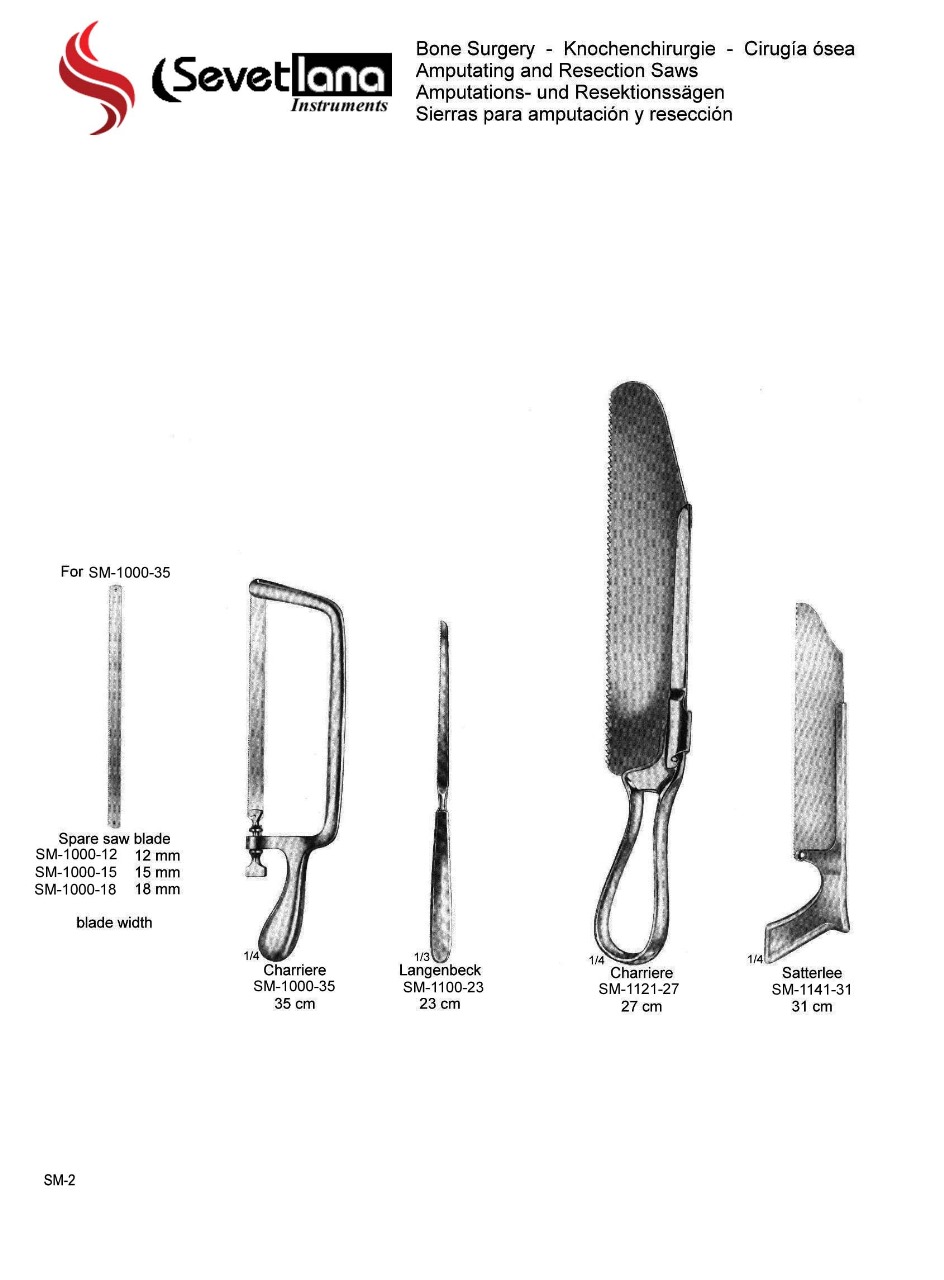 Sevetlana
Instruments
Bone Surgery - Knochenchirurgie - Cirugía ósea
Amputating and Resection Saws
Amputations- und Resektionssägen
Sierras para amputación y resección
For SM-1000-35
Spare saw blade
SM-1000-12 12 mm
SM-1000-15 15 mm
SM-1000-18 18 mm
blade width
1/4
Charriere
SM-1000-35
35 cm
1/3
Langenbeck
SM-1100-23
23 cm
1/4
Charriere
SM-1121-27
27 cm
1/4
Satterlee
SM-1141-31
31 cm
SM-2